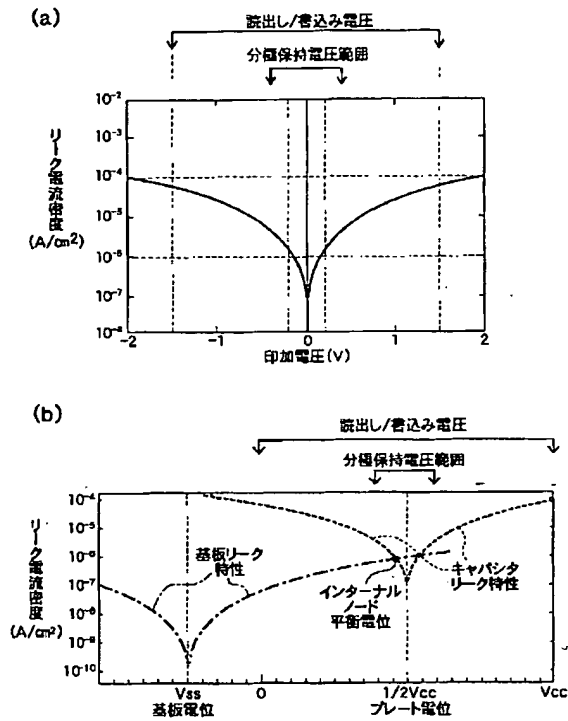 (a)
読出し/書込み電圧
分極保持電圧範囲
リーク電流密度
(A/cm²)
10⁻²
10⁻³
10⁻⁴
10⁻⁵
10⁻⁶
10⁻⁷
10⁻⁸
-2 -1 0 1 2
印加電圧(V)
(b)
読出し/書込み電圧
分極保持電圧範囲
リーク電流密度
(A/cm²)
10⁻⁴
10⁻⁵
10⁻⁶
10⁻⁷
10⁻⁸
10⁻⁹
10⁻¹⁰
基板リーク
特性
インターナル
ノード
平衡電位
キャパシタ
リーク特性
Vss 0 1/2Vcc Vcc
基板電位 プレート電位